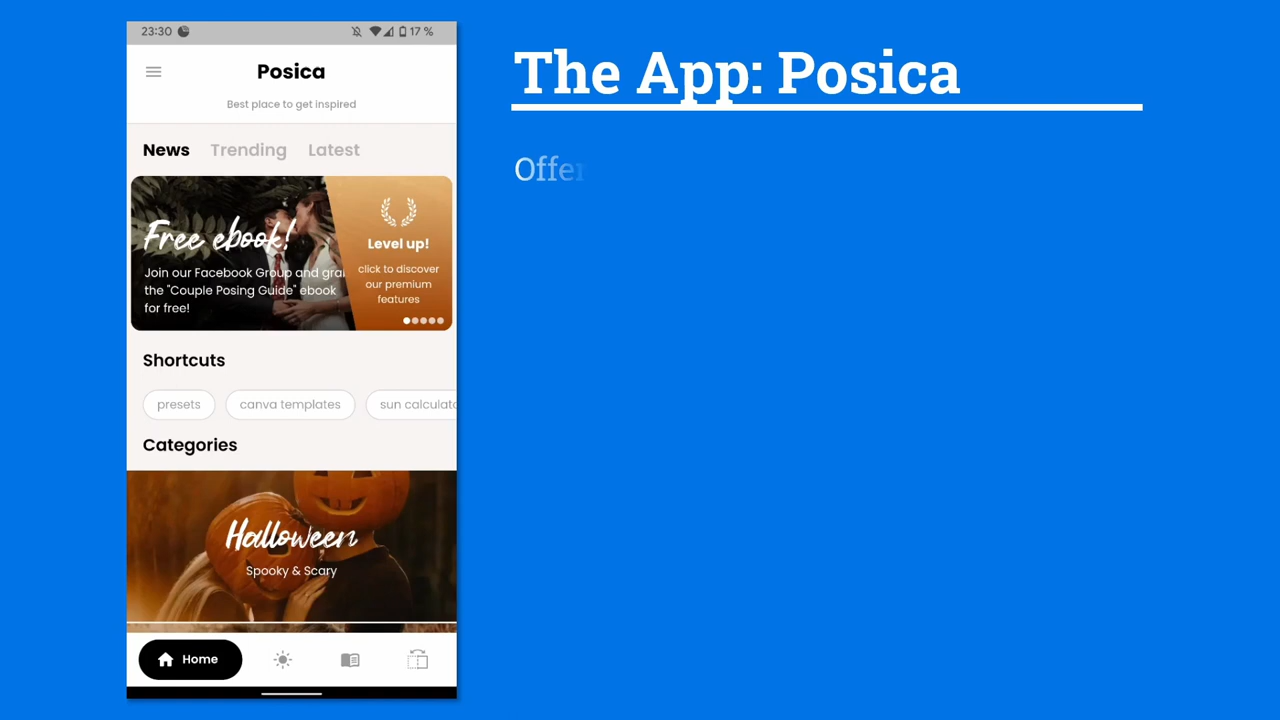 23:30
17 %
Posica
Best place to get inspired
News Trending Latest
Free ebook!
Join our Facebook Group and
the "Couple Posing Guide" ebook
for free!
Level up!
click to discover
our premium
features
Shortcuts
presets canva templates sun
Categories
Halloween
Spooky & Scary
Home
The App: Posica